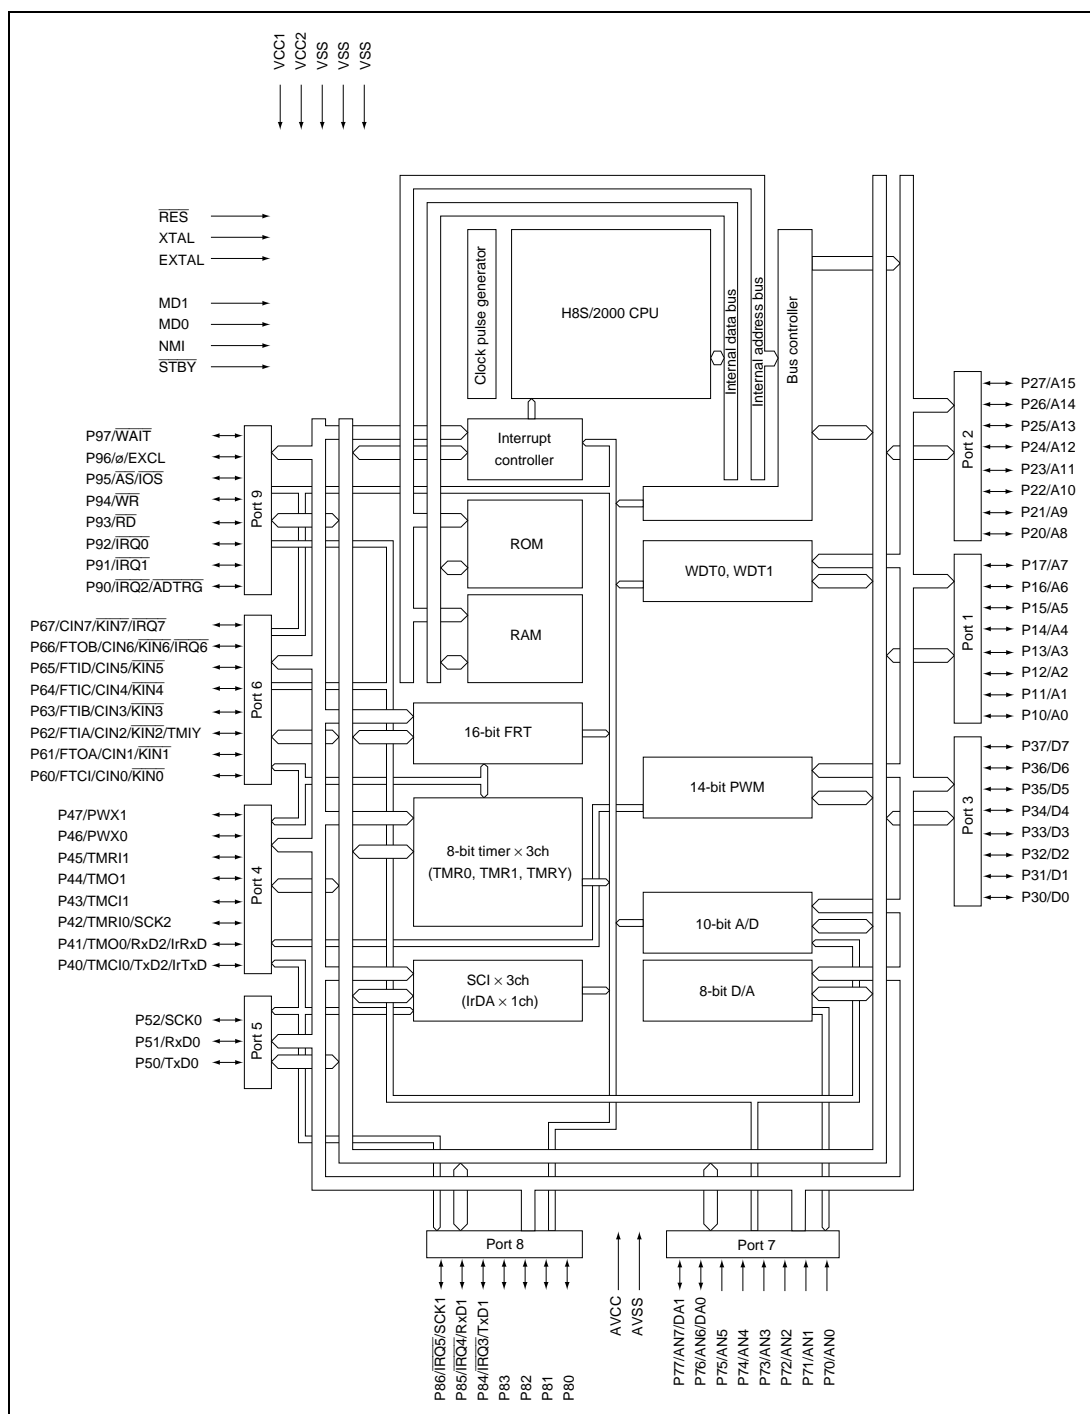 VCC1
VCC2
VSS
VSS
VSS
RES
XTAL
EXTAL
MD1
MD0
NMI
STBY
Clock pulse generator
H8S/2000 CPU
Internal data bus
Internal address bus
Bus controller
Interrupt
controller
ROM
RAM
WDT0, WDT1
16-bit FRT
14-bit PWM
8-bit timer × 3ch
(TMR0, TMR1, TMRY)
10-bit A/D
SCI × 3ch
(IrDA × 1ch)
8-bit D/A
P97/WAIT
P96/ø/EXCL
P95/AS/IOS
P94/WR
P93/RD
P92/IRQ0
P91/IRQ1
P90/IRQ2/ADTRG
Port 9
P67/CIN7/KIN7/IRQ7
P66/FTOB/CIN6/KIN6/IRQ6
P65/FTID/CIN5/KIN5
P64/FTIC/CIN4/KIN4
P63/FTIB/CIN3/KIN3
P62/FTIA/CIN2/KIN2/TMIY
P61/FTOA/CIN1/KIN1
P60/FTCI/CIN0/KIN0
Port 6
P47/PWX1
P46/PWX0
P45/TMRI1
P44/TMO1
P43/TMCI1
P42/TMRI0/SCK2
P41/TMO0/RxD2/IrRxD
P40/TMCI0/TxD2/IrTxD
Port 4
P52/SCK0
P51/RxD0
P50/TxD0
Port 5
Port 2
P27/A15
P26/A14
P25/A13
P24/A12
P23/A11
P22/A10
P21/A9
P20/A8
Port 1
P17/A7
P16/A6
P15/A5
P14/A4
P13/A3
P12/A2
P11/A1
P10/A0
Port 3
P37/D7
P36/D6
P35/D5
P34/D4
P33/D3
P32/D2
P31/D1
P30/D0
Port 8
P86/IRQ5/SCK1
P85/IRQ4/RxD1
P84/IRQ3/TxD1
P83
P82
P81
P80
AVCC
AVSS
Port 7
P77/AN7/DA1
P76/AN6/DA0
P75/AN5
P74/AN4
P73/AN3
P72/AN2
P71/AN1
P70/AN0